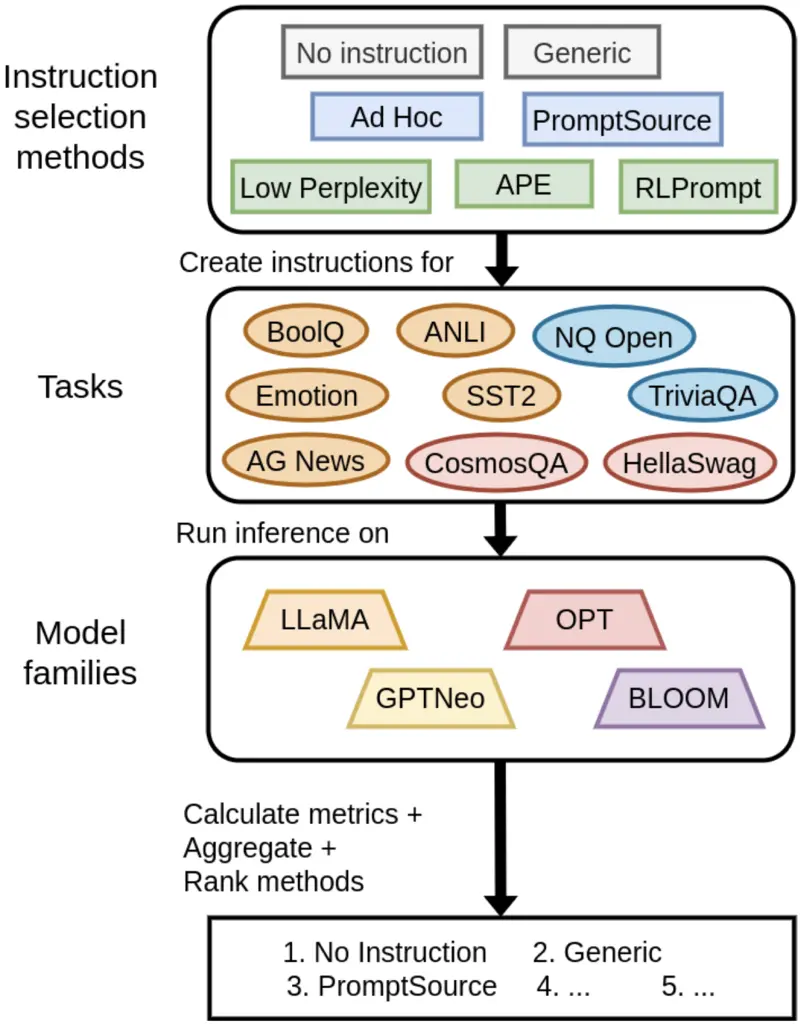 Instruction
selection
methods
No instruction
Generic
Ad Hoc
PromptSource
Low Perplexity
APE
RLPrompt
Create instructions for
Tasks
BoolQ
ANLI
NQ Open
Emotion
SST2
TriviaQA
AG News
CosmosQA
HellaSwag
Run inference on
Model
families
LLaMA
OPT
GPTNeo
BLOOM
Calculate metrics +
Aggregate +
Rank methods
1. No Instruction 2. Generic
3. PromptSource 4. ... 5. ...